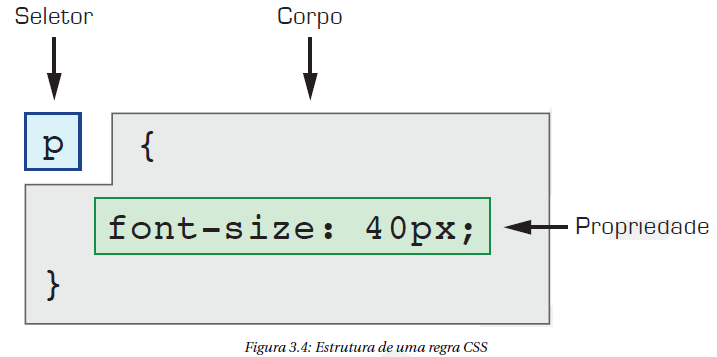 Seletor
Corpo
p
{
font-size: 40px;
Propriedade
}
Figura 3.4: Estrutura de uma regra CSS